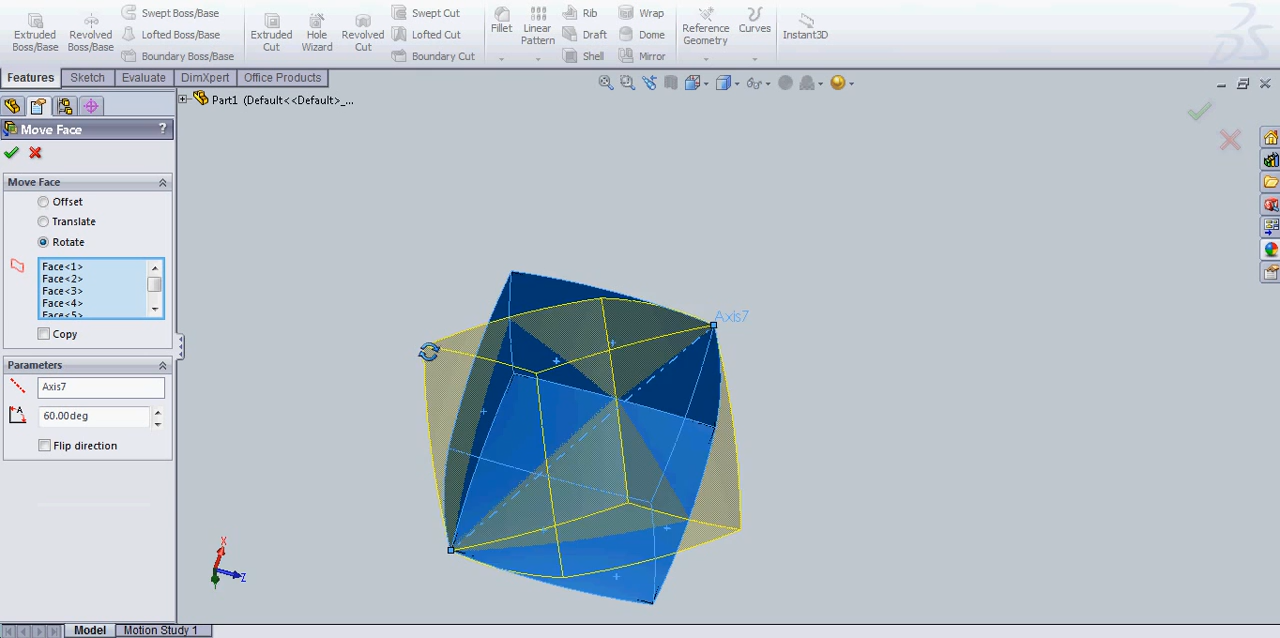 Extruded Boss/Base
Revolved Boss/Base
Swept Boss/Base
Lofted Boss/Base
Boundary Boss/Base
Extruded Cut
Hole Wizard
Revolved Cut
Swept Cut
Lofted Cut
Boundary Cut
Fillet
Linear Pattern
Rib
Draft
Shell
Wrap
Dome
Mirror
Reference Geometry
Curves
Instant3D
Features
Sketch
Evaluate
DimXpert
Office Products
Part1 (Default<<Default>_...
Move Face
?
Move Face
Offset
Translate
Rotate
Face<1>
Face<2>
Face<3>
Face<4>
Face<5>
Copy
Parameters
Axis7
60.00deg
Flip direction
Axis7
X
Z
Model
Motion Study 1